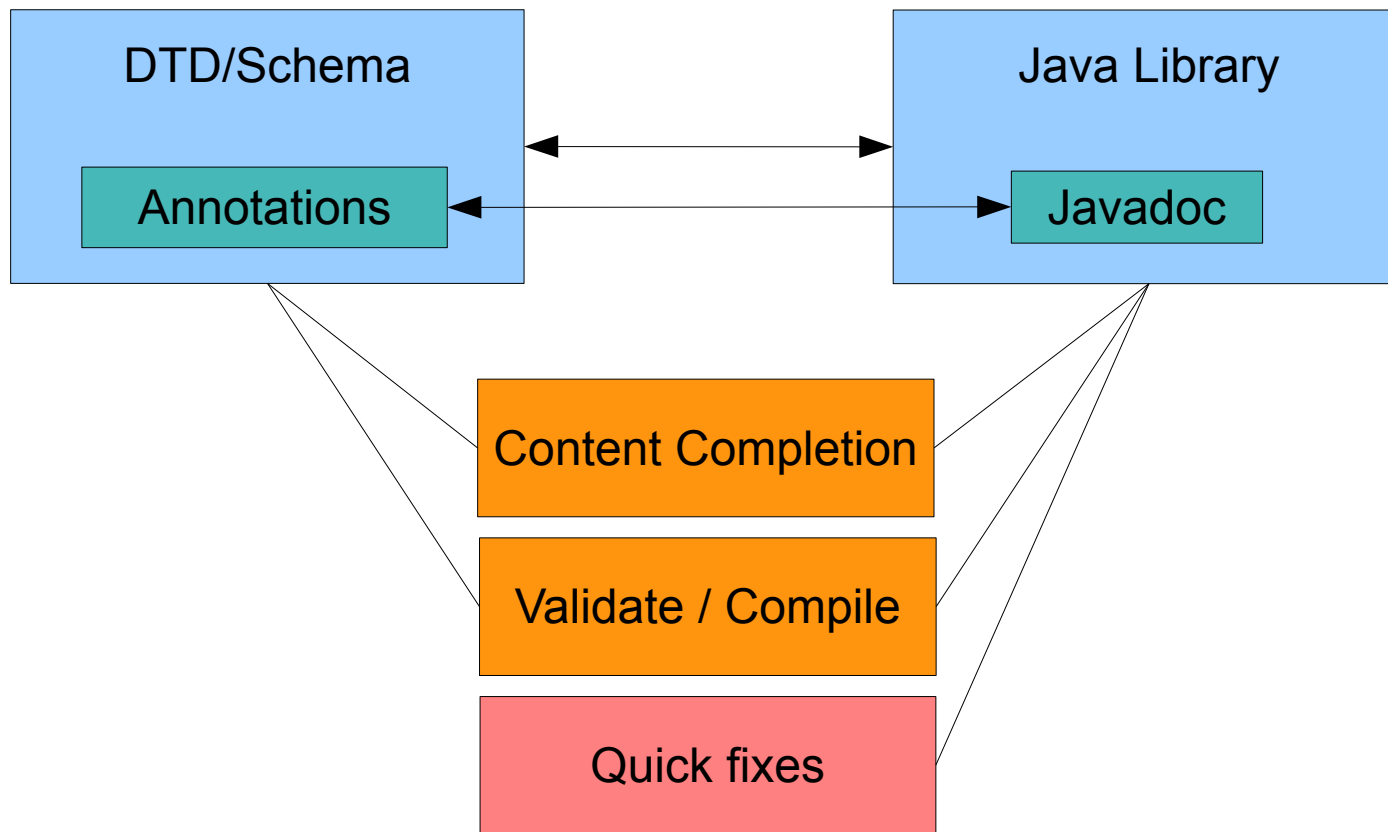 DTD/Schema
Java Library
Annotations
Javadoc
Content Completion
Validate / Compile
Quick fixes